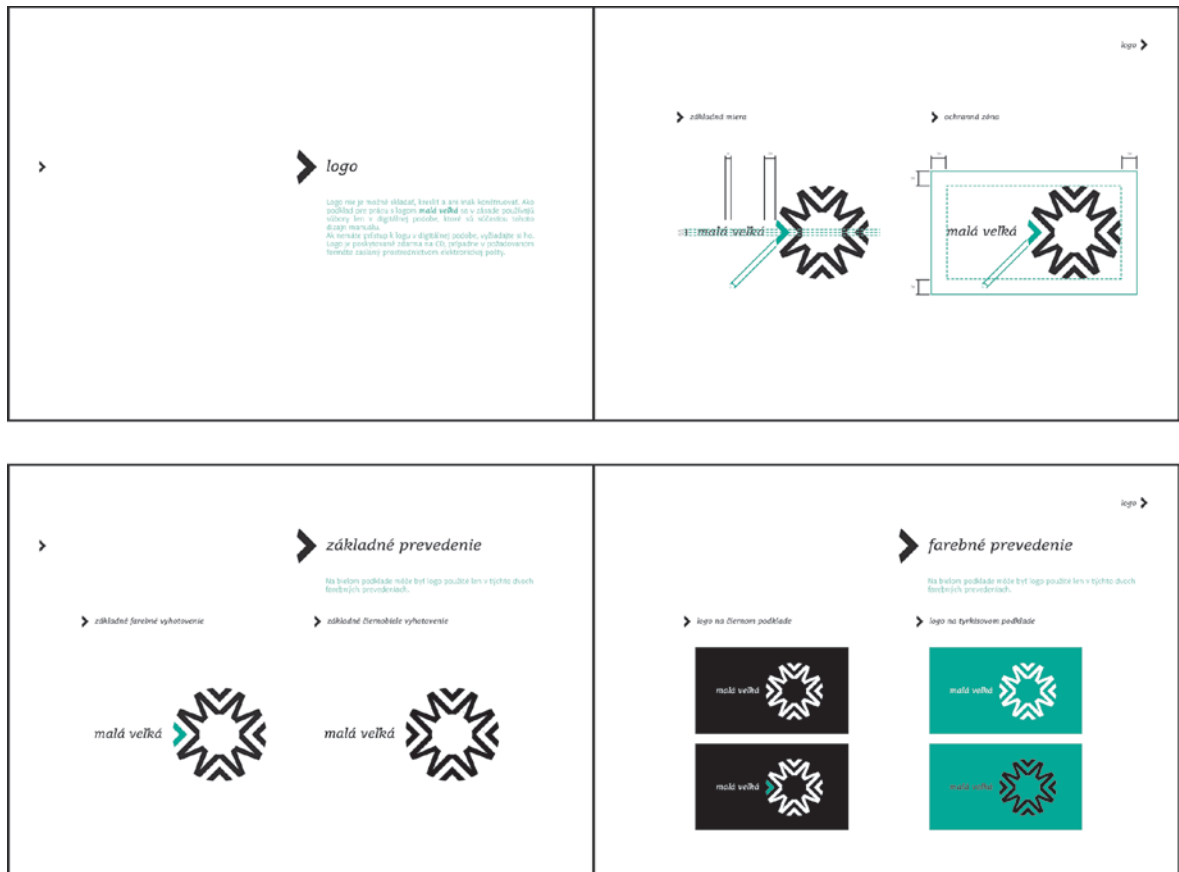 logo
Logo nie je možné skladať, kresliť a ani inak konštruovať. Ako
podklad pre prácu s logom malá veľká sa v zásade používajú
súbory len v digitálnej podobe, ktoré sú súčasťou tohoto
dizajn manuálu.
Ak nemáte prístup k logu v digitálnej podobe, vyžiadajte si ho.
Logo je poskytované zdarma na CD, prípadne v požadovanom
formáte zaslaný prostredníctvom elektronickej pošty.
logo
základná miera
ochranná zóna
malá veľká
malá veľká
základné prevedenie
Na bielom podklade môže byť logo použité len v týchto dvoch
farebných prevedeniach.
základné farebné vyhotovenie
základné čiernobiele vyhotovenie
malá veľká
malá veľká
logo
farebné prevedenie
Na bielom podklade môže byť logo použité len v týchto dvoch
farebných prevedeniach.
logo na čiernom podklade
logo na tyrkisovom podklade
malá veľká
malá veľká
malá veľká
malá veľká